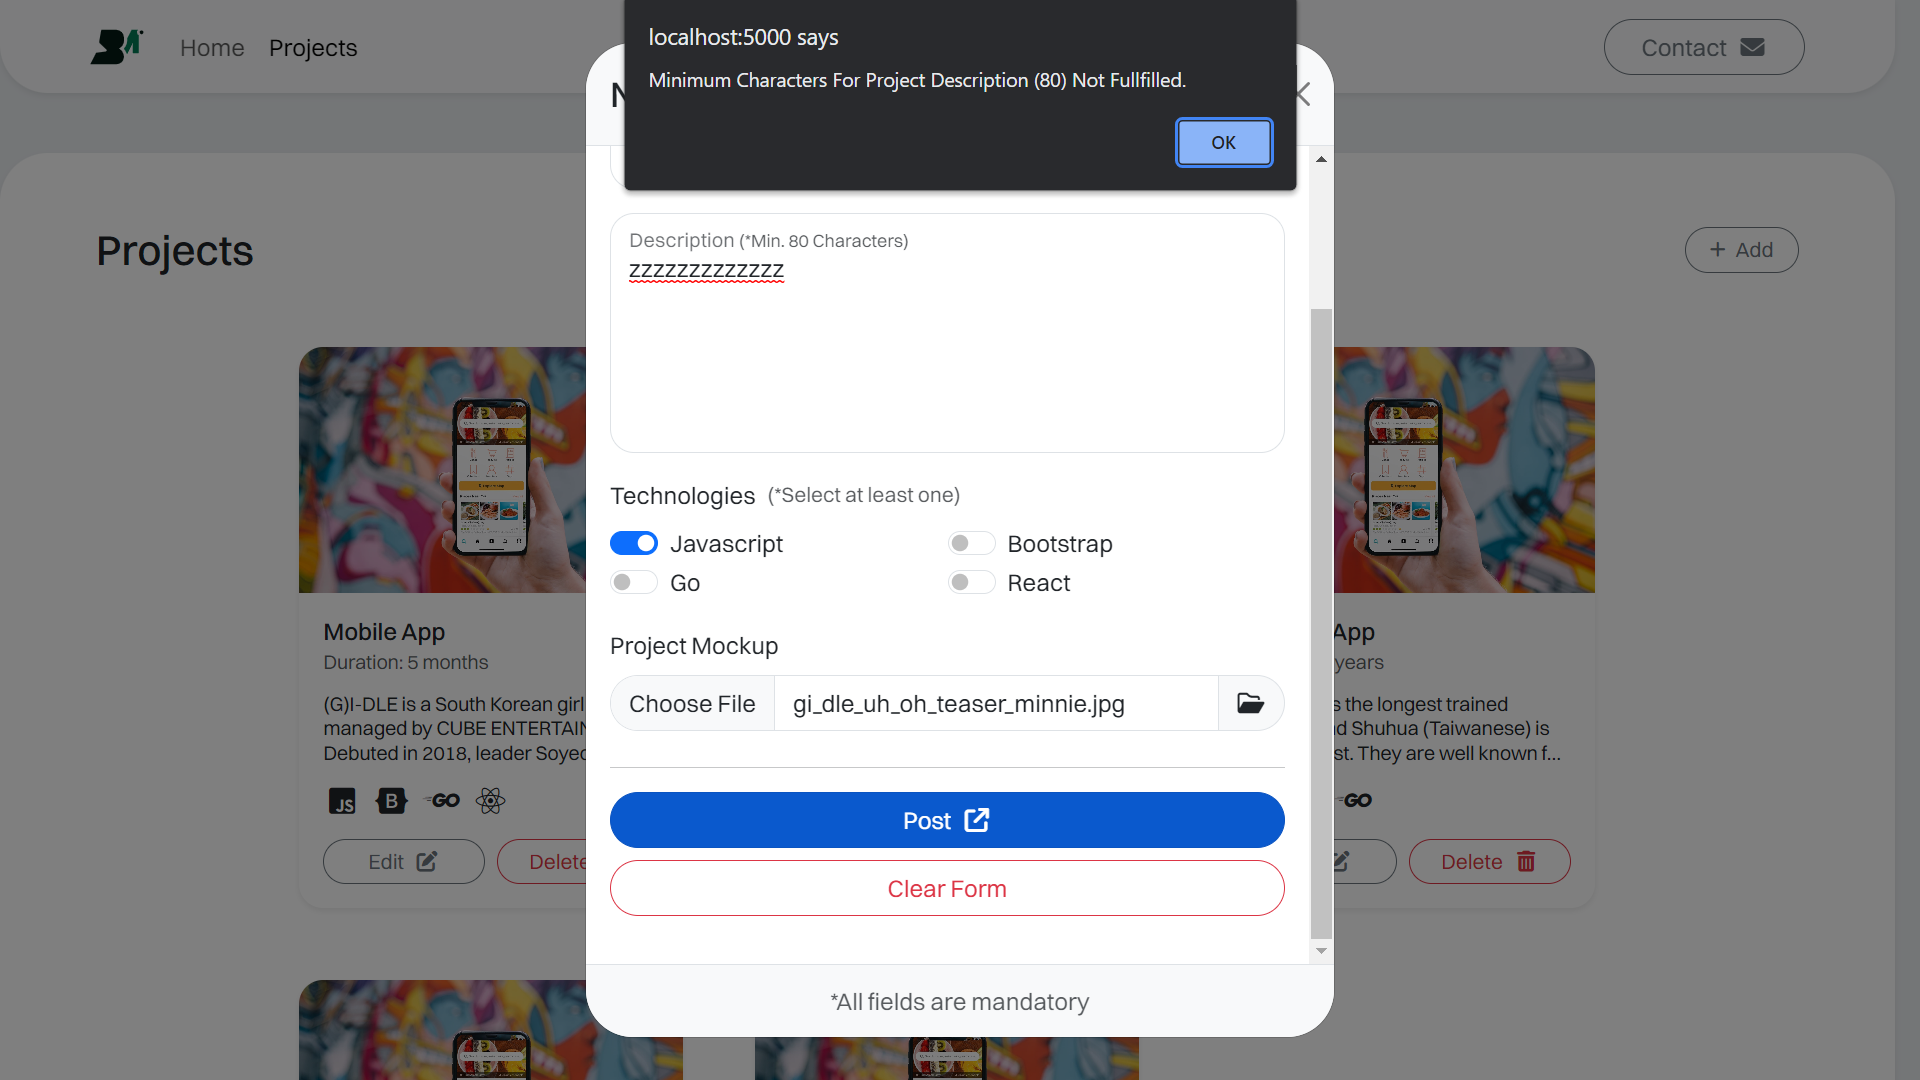 localhost:5000 says
Minimum Characters For Project Description (80) Not Fullfilled.
OK
Home
Projects
Contact
Projects
+ Add
Description (*Min. 80 Characters)
zzzzzzzzzzzzz
Technologies (*Select at least one)
Javascript
Bootstrap
Go
React
Project Mockup
Choose File
gi_dle_uh_oh_teaser_minnie.jpg
Post
Clear Form
*All fields are mandatory
Mobile App
Duration: 5 months
(G)I-DLE is a South Korean girl
managed by CUBE ENTERTAIN
Debuted in 2018, leader Soyeo
JS B GO
Edit
Delete
App
years
s the longest trained
d Shuhua (Taiwanese) is
st. They are well known f...
GO
Delete